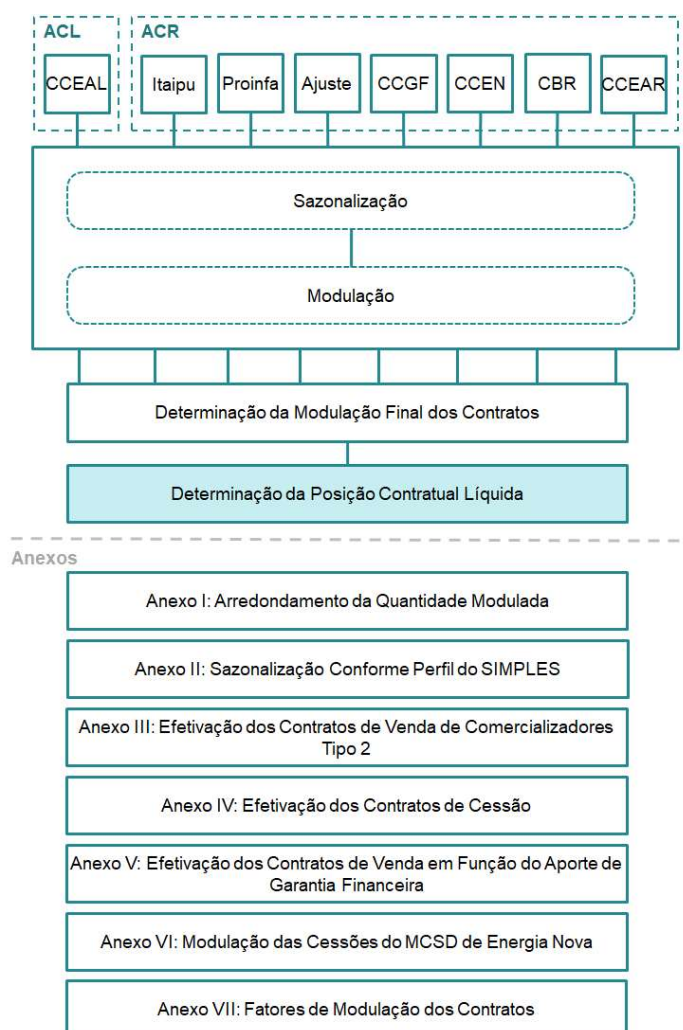 ACL
ACR
CCEAL
Itaipu
Proinfa
Ajuste
CCGF
CCEN
CBR
CCEAR
Sazonalização
Modulação
Determinação da Modulação Final dos Contratos
Determinação da Posição Contratual Líquida
Anexos
Anexo I: Arredondamento da Quantidade Modulada
Anexo II: Sazonalização Conforme Perfil do SIMPLES
Anexo III: Efetivação dos Contratos de Venda de Comercializadores
Tipo 2
Anexo IV: Efetivação dos Contratos de Cessão
Anexo V: Efetivação dos Contratos de Venda em Função do Aporte de
Garantia Financeira
Anexo VI: Modulação das Cessões do MCSD de Energia Nova
Anexo VII: Fatores de Modulação dos Contratos